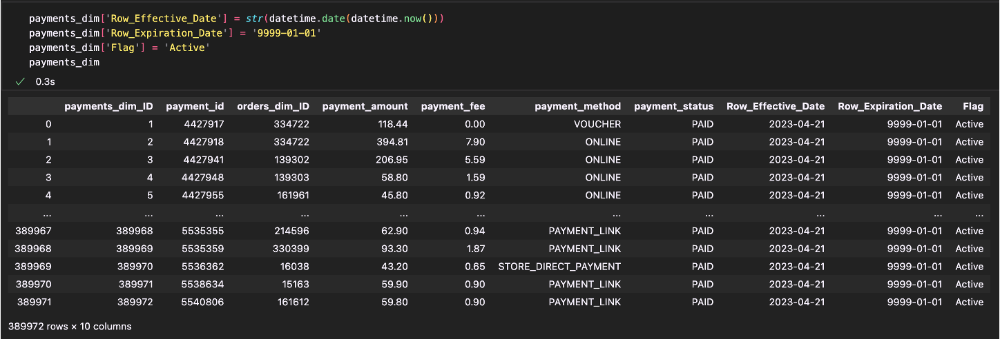 payments_dim['Row_Effective_Date'] = str(datetime.date(datetime.now()))
payments_dim['Row_Expiration_Date'] = '9999-01-01'
payments_dim['Flag'] = 'Active'
payments_dim
✓ 0.3s
payments_dim_ID payment_id orders_dim_ID payment_amount payment_fee payment_method payment_status Row_Effective_Date Row_Expiration_Date Flag
0 1 4427917 334722 118.44 0.00 VOUCHER PAID 2023-04-21 9999-01-01 Active
1 2 4427918 334722 394.81 7.90 ONLINE PAID 2023-04-21 9999-01-01 Active
2 3 4427941 139302 206.95 5.59 ONLINE PAID 2023-04-21 9999-01-01 Active
3 4 4427948 139303 58.80 1.59 ONLINE PAID 2023-04-21 9999-01-01 Active
4 5 4427955 161961 45.80 0.92 ONLINE PAID 2023-04-21 9999-01-01 Active
... ... ... ... ... ... ... ... ... ... ...
389967 389968 5535355 214596 62.90 0.94 PAYMENT_LINK PAID 2023-04-21 9999-01-01 Active
389968 389969 5535359 330399 93.30 1.87 PAYMENT_LINK PAID 2023-04-21 9999-01-01 Active
389969 389970 5536362 16038 43.20 0.65 STORE_DIRECT_PAYMENT PAID 2023-04-21 9999-01-01 Active
389970 389971 5538634 15163 59.90 0.90 PAYMENT_LINK PAID 2023-04-21 9999-01-01 Active
389971 389972 5540806 161612 59.80 0.90 PAYMENT_LINK PAID 2023-04-21 9999-01-01 Active
389972 rows × 10 columns